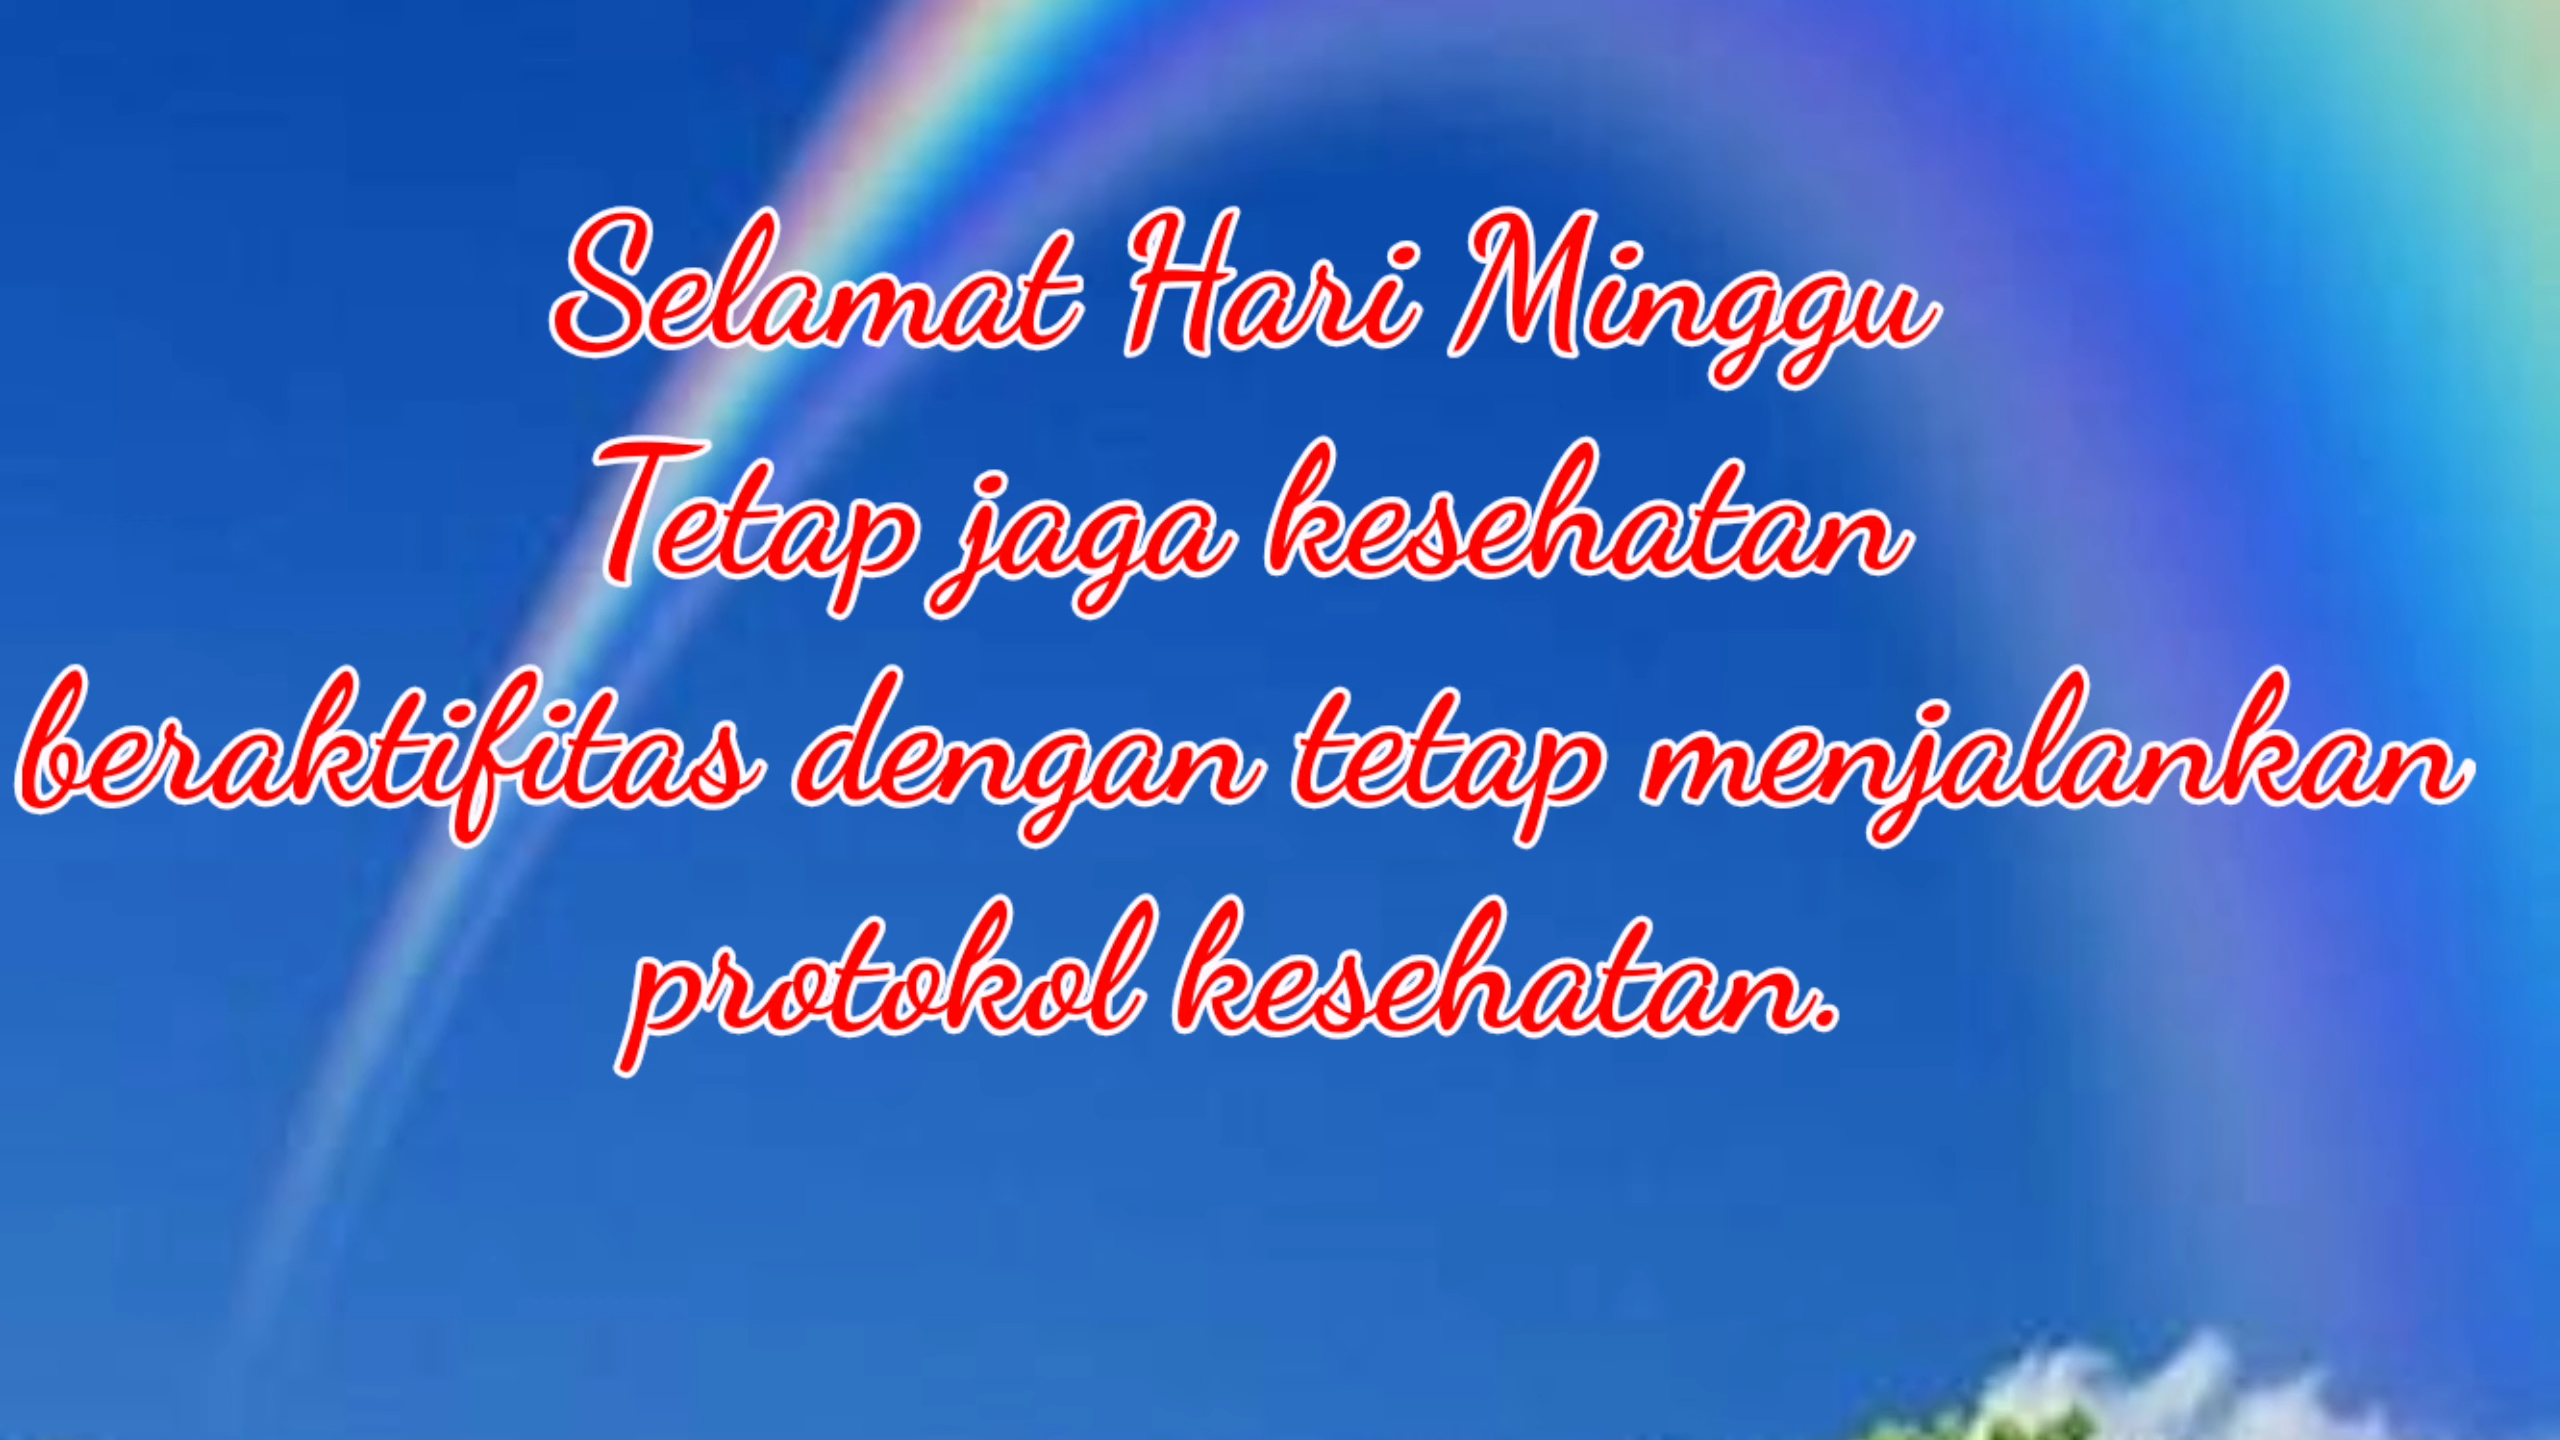 Selamat Hari Minggu
Tetap jaga kesehatan
beraktifitas dengan tetap menjalankan
protokol kesehatan.